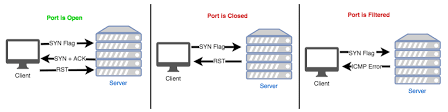 Port is Open
SYN Flag
SYN + ACK
RST
Client
Server
Port is Closed
SYN Flag
RST
Client
Server
Port is Filtered
SYN Flag
ICMP Error
Client
Server